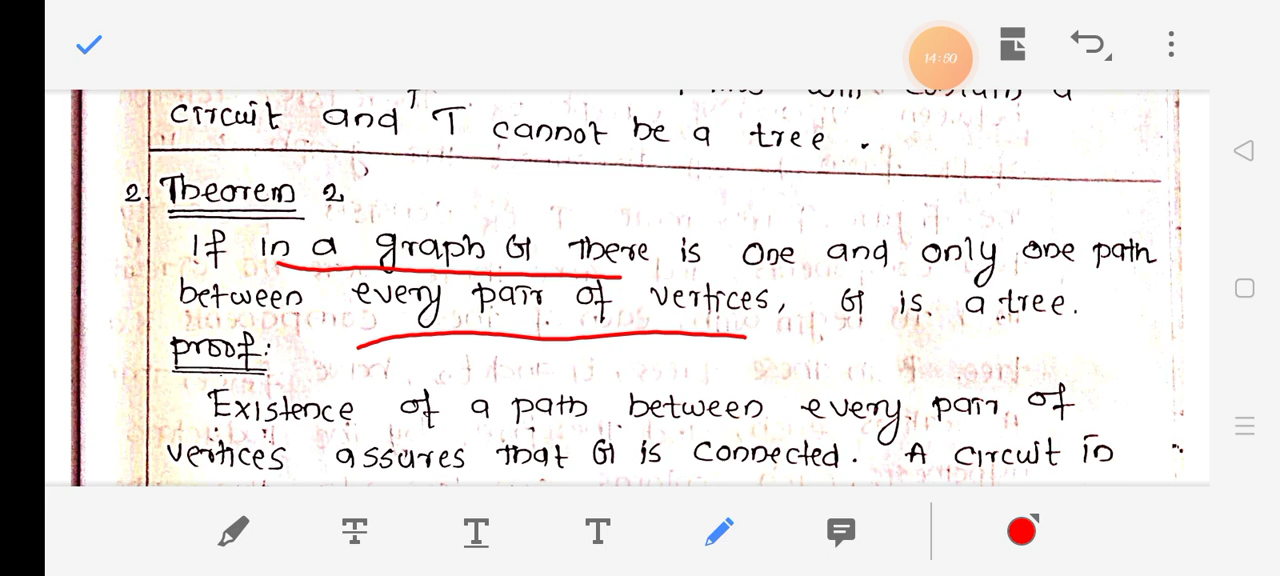 14:60
circuit and T cannot be a tree.
2. Theorem 2
If in a graph G there is one and only one path
between every pair of vertices, G is a tree.
proof:
Existence of a path between every pair of
vertices assures that G is connected. A circuit in
T
T
T